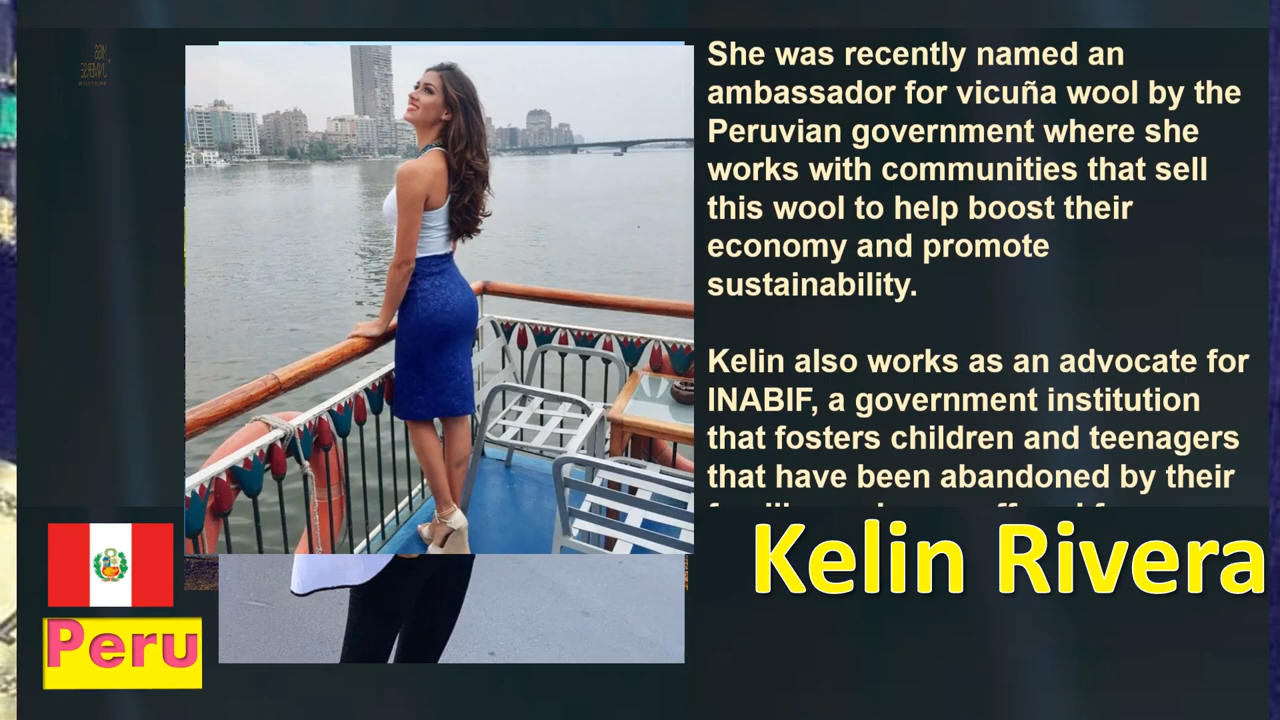 She was recently named an
ambassador for vicuña wool by the
Peruvian government where she
works with communities that sell
this wool to help boost their
economy and promote
sustainability.
Kelin also works as an advocate for
INABIF, a government institution
that fosters children and teenagers
that have been abandoned by their
Kelin Rivera
Peru